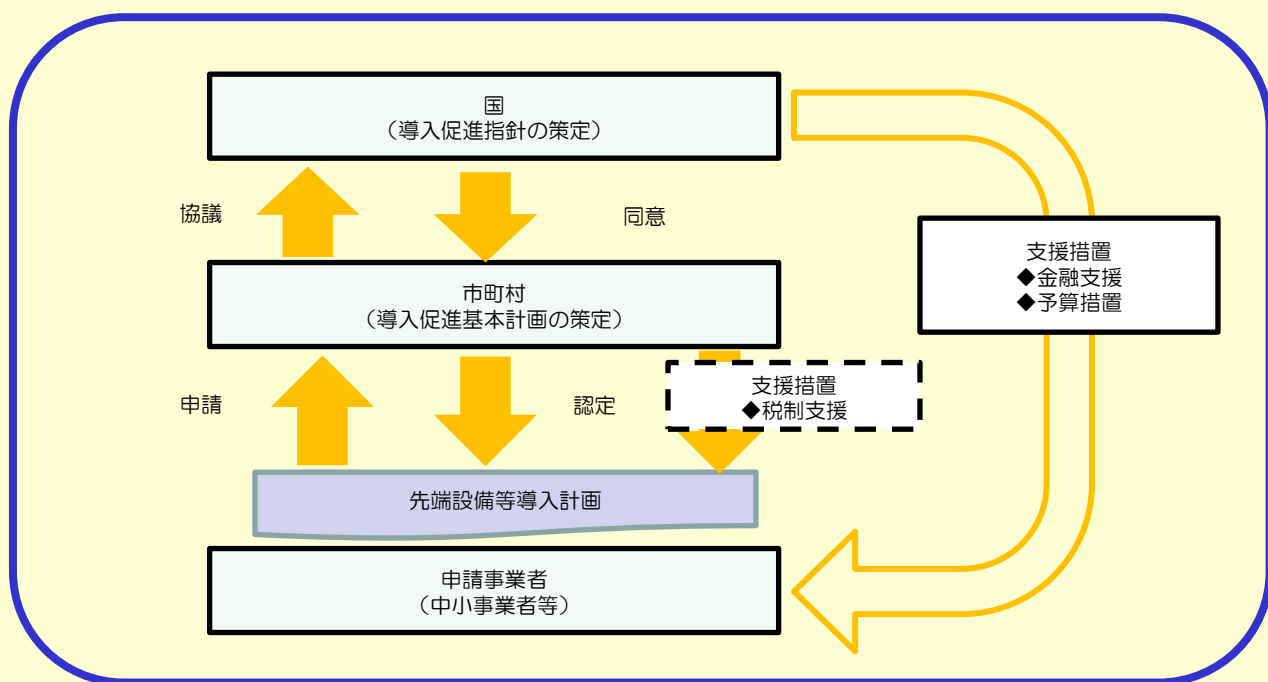 国
（導入促進指針の策定）
協議
同意
支援措置
◆金融支援
◆予算措置
市町村
（導入促進基本計画の策定）
申請
認定
支援措置
◆税制支援
先端設備等導入計画
申請事業者
（中小事業者等）